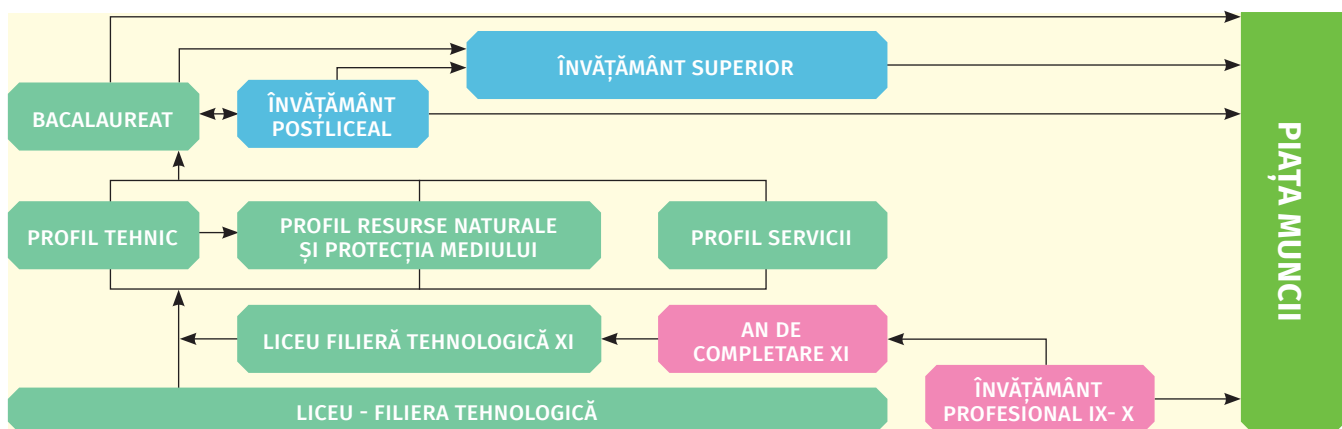 ÎNVĂȚĂMÂNT SUPERIOR
BACALAUREAT
ÎNVĂȚĂMÂNT
POSTLICEAL
PROFIL TEHNIC
PROFIL RESURSE NATURALE
ȘI PROTECȚIA MEDIULUI
PROFIL SERVICII
LICEU FILIERĂ TEHNOLOGICĂ XI
AN DE
COMPLETARE XI
LICEU - FILIERA TEHNOLOGICĂ
ÎNVĂȚĂMÂNT
PROFESIONAL IX- X
PIAȚA MUNCII